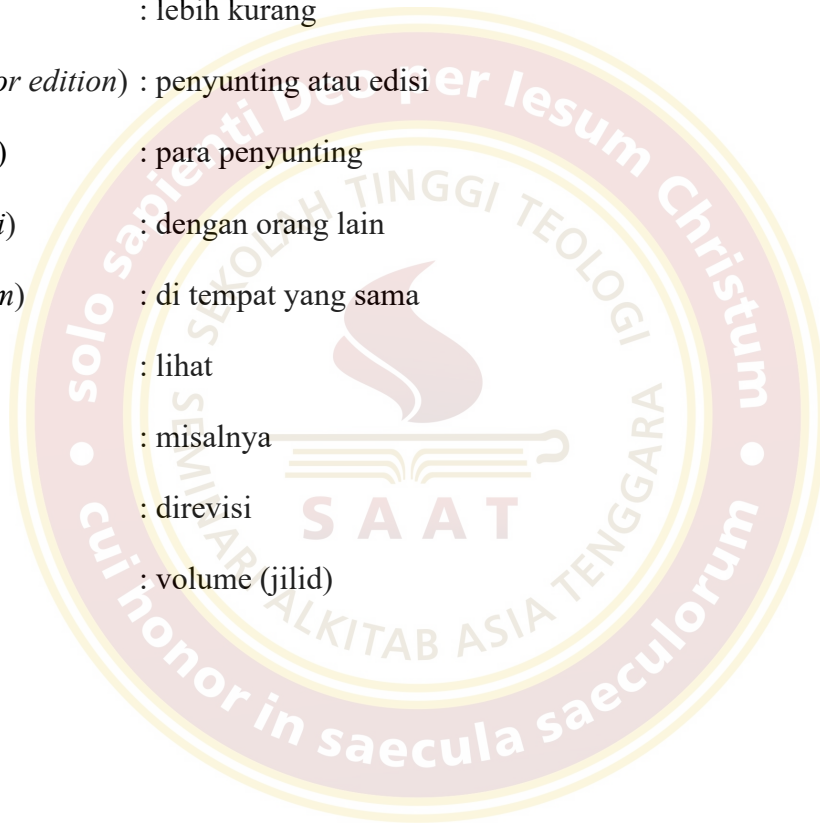 : lebih kurang
or edition) : penyunting atau edisi
) : para penyunting
i) : dengan orang lain
m) : di tempat yang sama
: lihat
: misalnya
: direvisi
: volume (jilid)
solo sapienti Deo per Iesum Christum
cui honor in saecula saeculorum
SEKOLAH TINGGI TEOLOGI
SEMINARI ALKITAB ASIA TENGGARA
SAAT